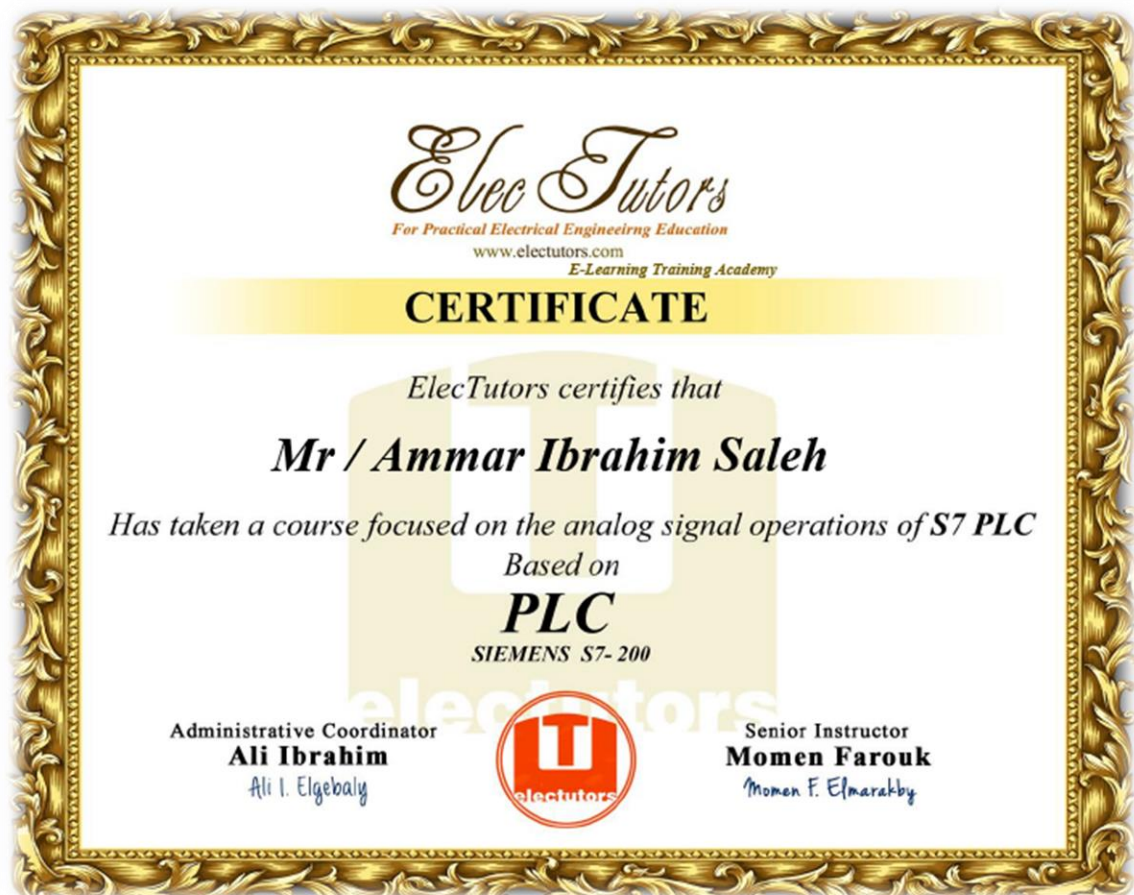 Elec Tutors
For Practical Electrical Engineeirng Education
www.electutors.com
E-Learning Training Academy
CERTIFICATE
ElecTutors certifies that
Mr / Ammar Ibrahim Saleh
Has taken a course focused on the analog signal operations of S7 PLC
Based on
PLC
SIEMENS S7-200
electutors
Administrative Coordinator
Ali Ibrahim
Ali I. Elgebaly
electutors
Senior Instructor
Momen Farouk
Momen F. Elmarakby